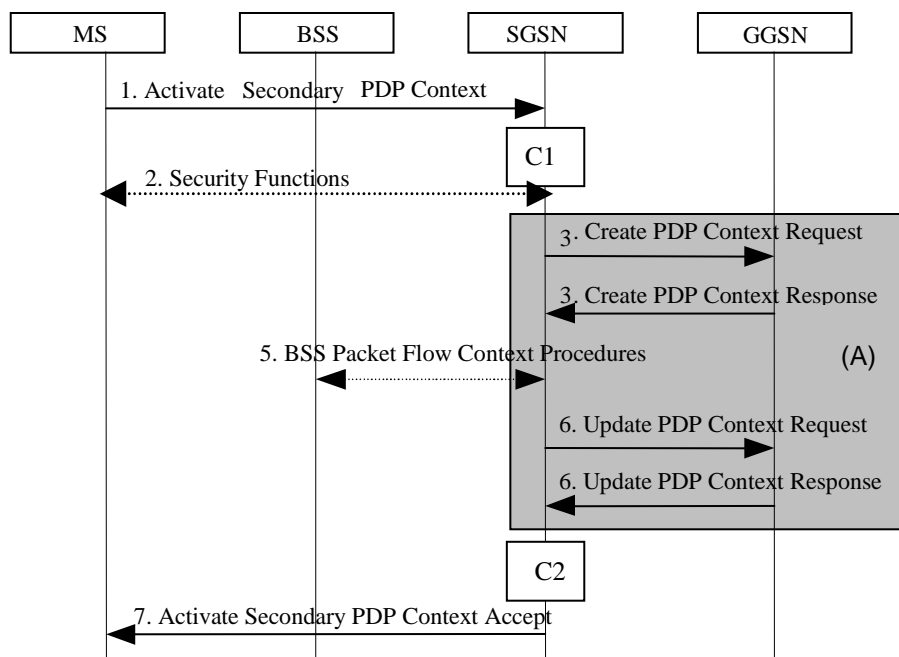 MS BSS SGSN GGSN
1. Activate Secondary PDP Context
C1
2. Security Functions
3. Create PDP Context Request
3. Create PDP Context Response
(A)
5. BSS Packet Flow Context Procedures
6. Update PDP Context Request
6. Update PDP Context Response
C2
7. Activate Secondary PDP Context Accept